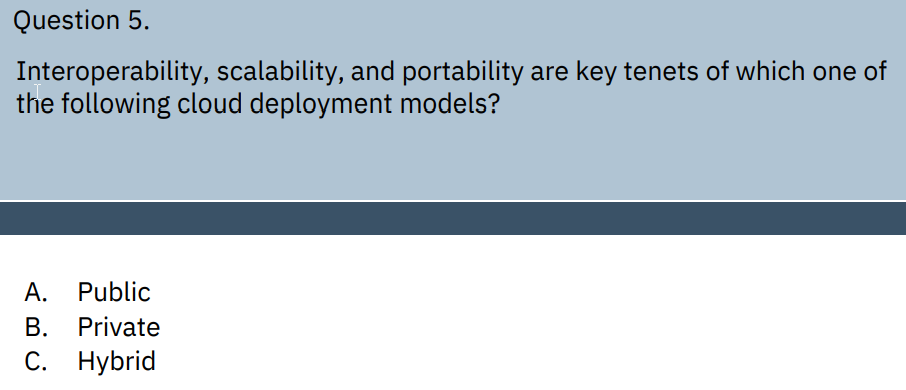 Question 5.
Interoperability, scalability, and portability are key tenets of which one of
the following cloud deployment models?
A. Public
B. Private
C. Hybrid